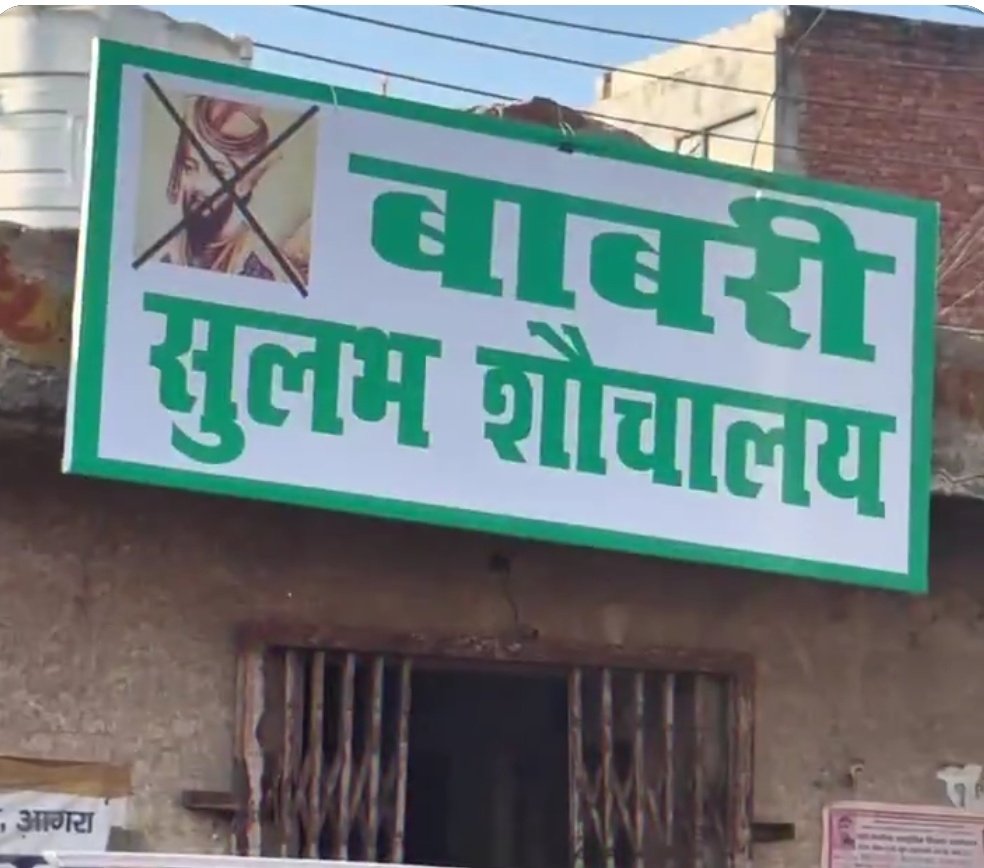 बाबरी
सुलभ शौचालय
, आगरा